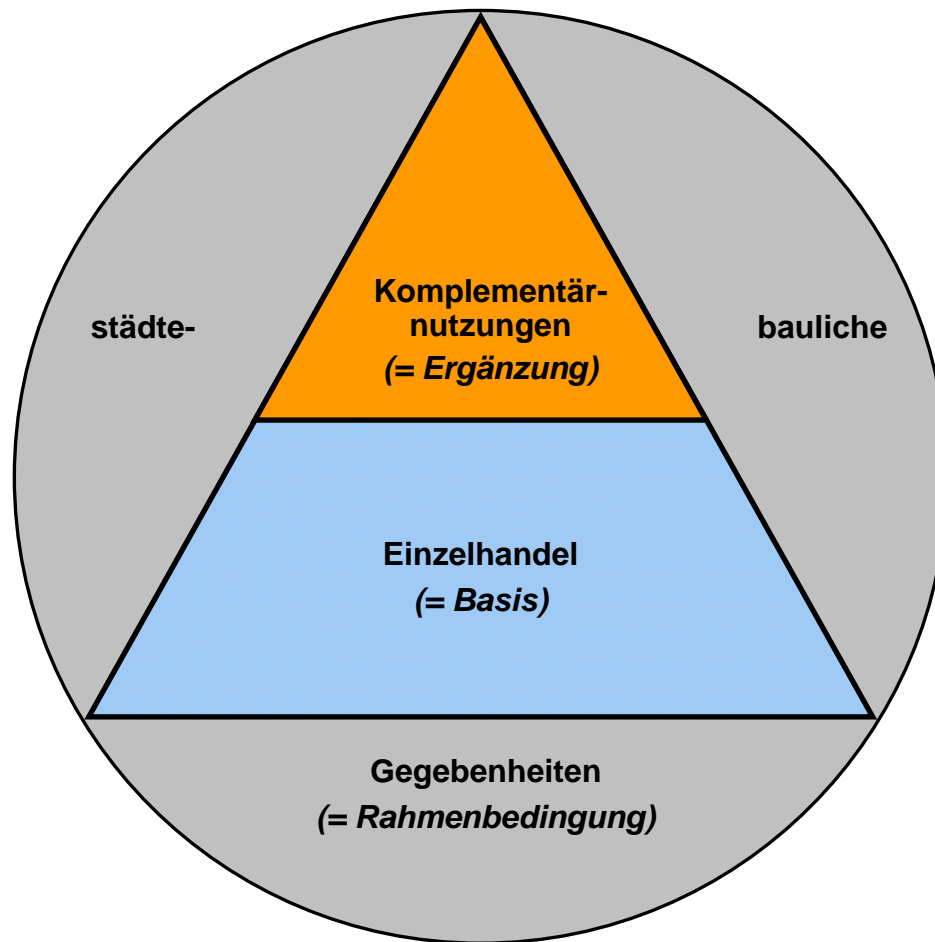 Komplementär-
nutzungen
(= Ergänzung)
städte-
bauliche
Einzelhandel
(= Basis)
Gegebenheiten
(= Rahmenbedingung)